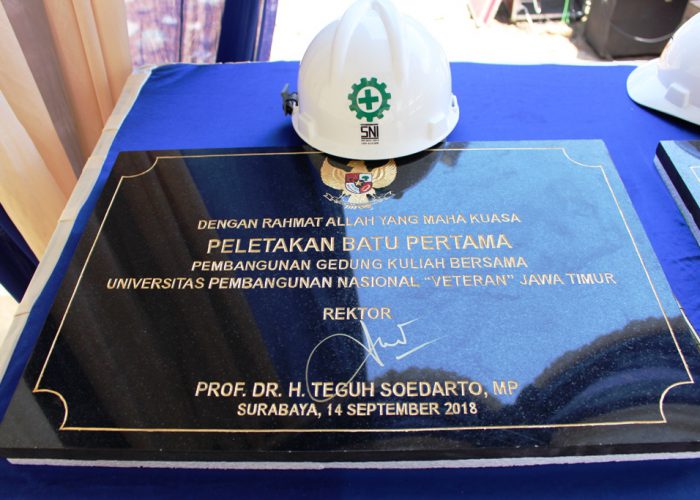 SNI
DENGAN RAHMAT ALLAH YANG MAHA KUASA
PELETAKAN BATU PERTAMA
PEMBANGUNAN GEDUNG KULIAH BERSAMA
UNIVERSITAS PEMBANGUNAN NASIONAL "VETERAN" JAWA TIMUR
REKTOR
PROF. DR. H. TEGUH SOEDARTO, MP
SURABAYA, 14 SEPTEMBER 2018